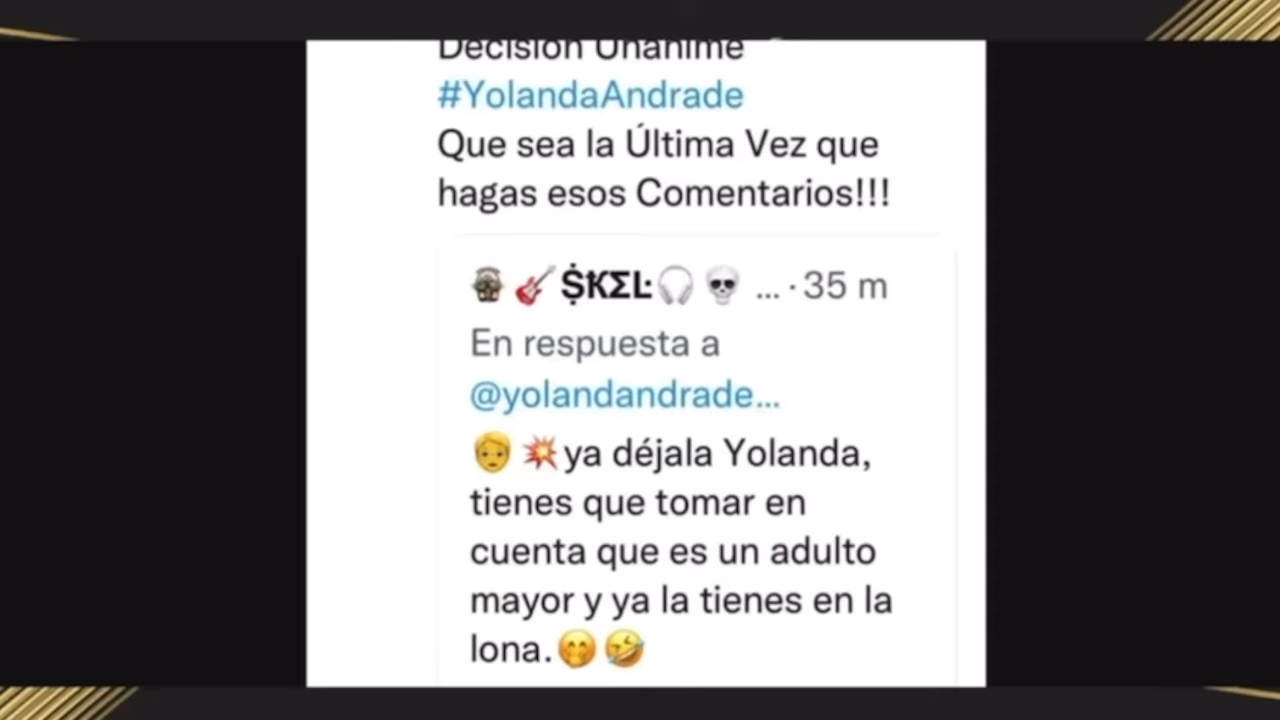 Decisión Unánime
#YolandaAndrade
Que sea la Última Vez que
hagas esos Comentarios!!!
ṨҜΣĿ ... · 35 m
En respuesta a
@yolandandrade...
ya déjala Yolanda,
tienes que tomar en
cuenta que es un adulto
mayor y ya la tienes en la
lona.